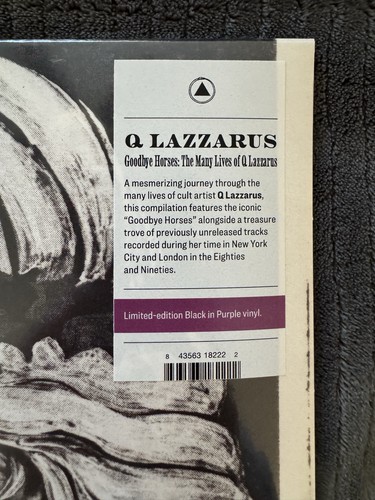 Q LAZZARUS
Goodbye Horses: The Many Lives of Q Lazzarus
A mesmerizing journey through the
many lives of cult artist Q Lazzarus,
this compilation features the iconic
“Goodbye Horses” alongside a treasure
trove of previously unreleased tracks
recorded during her time in New York
City and London in the Eighties
and Nineties.
Limited-edition Black in Purple vinyl.
8 43563 18222 2